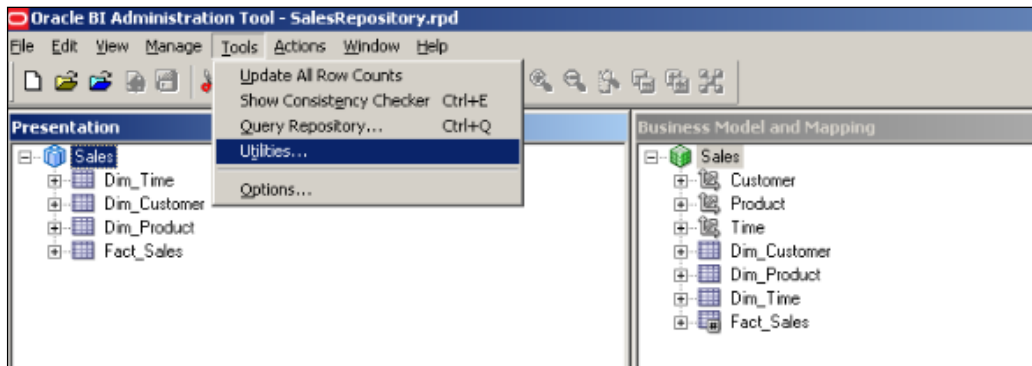 Oracle BI Administration Tool - SalesRepository.rpd
File Edit View Manage Tools Actions Window Help
Update All Row Counts
Show Consistency Checker Ctrl+E
Query Repository... Ctrl+Q
Utilities...
Options...
Presentation
Sales
Dim_Time
Dim_Customer
Dim_Product
Fact_Sales
Business Model and Mapping
Sales
Customer
Product
Time
Dim_Customer
Dim_Product
Dim_Time
Fact_Sales